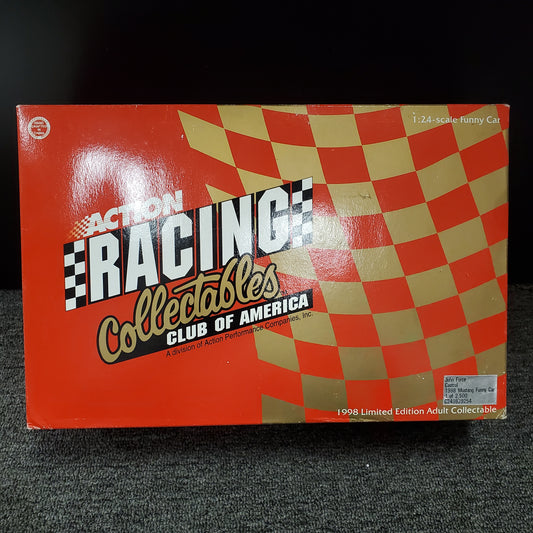 1:24-scale Funny Car
ACTION
RACING
Collectables
CLUB OF AMERICA
A division of Action Performance Companies, Inc.
John Force
Castrol
1998 Mustang Funny Car
1 of 2,500
1998 Limited Edition Adult Collectable